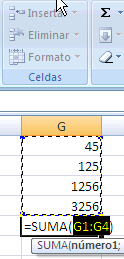 Insertar
Eliminar
Formato
Celdas
G
45
125
1256
3256
=SUMA(G1:G4)
SUMA(número1;